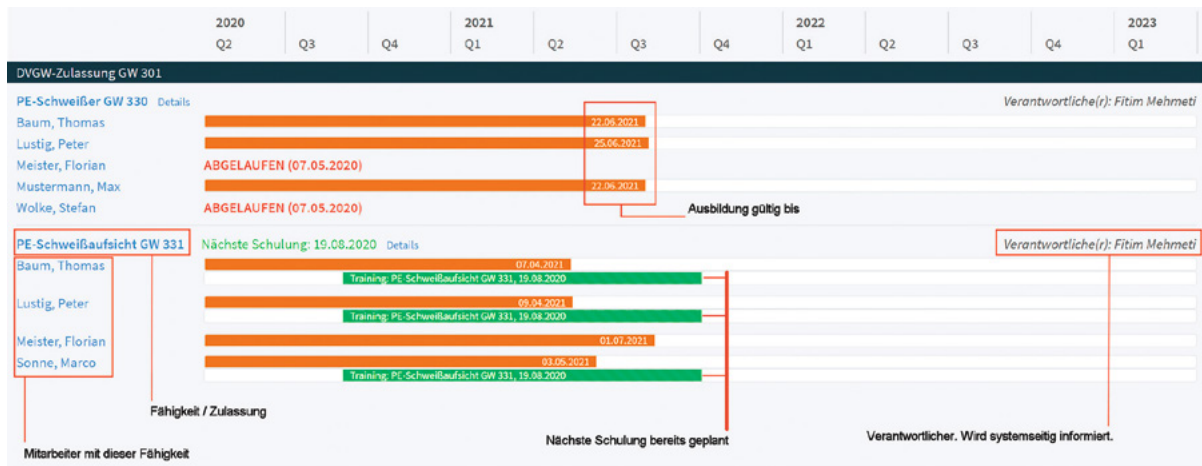 2020 2021 2022 2023
Q2 Q3 Q4 Q1 Q2 Q3 Q4 Q1 Q2 Q3 Q4 Q1
DVGW-Zulassung GW 301
PE-Schweißer GW 330 Details Verantwortliche(r): Fitim Mehmeti
Baum, Thomas 22.06.2021
Lustig, Peter 25.06.2021
Meister, Florian ABGELAUFEN (07.05.2020)
Mustermann, Max 22.06.2021
Wolke, Stefan ABGELAUFEN (07.05.2020)
Ausbildung gültig bis
PE-Schweißaufsicht GW 331 Nächste Schulung: 19.08.2020 Details Verantwortliche(r): Fitim Mehmeti
Baum, Thomas 07.04.2021
Training: PE-Schweißaufsicht GW 331, 19.08.2020
Lustig, Peter 09.04.2021
Training: PE-Schweißaufsicht GW 331, 19.08.2020
Meister, Florian 01.07.2021
Sonne, Marco 03.05.2021
Training: PE-Schweißaufsicht GW 331, 19.08.2020
Fähigkeit / Zulassung
Nächste Schulung bereits geplant
Verantwortlicher. Wird systemseitig informiert.
Mitarbeiter mit dieser Fähigkeit